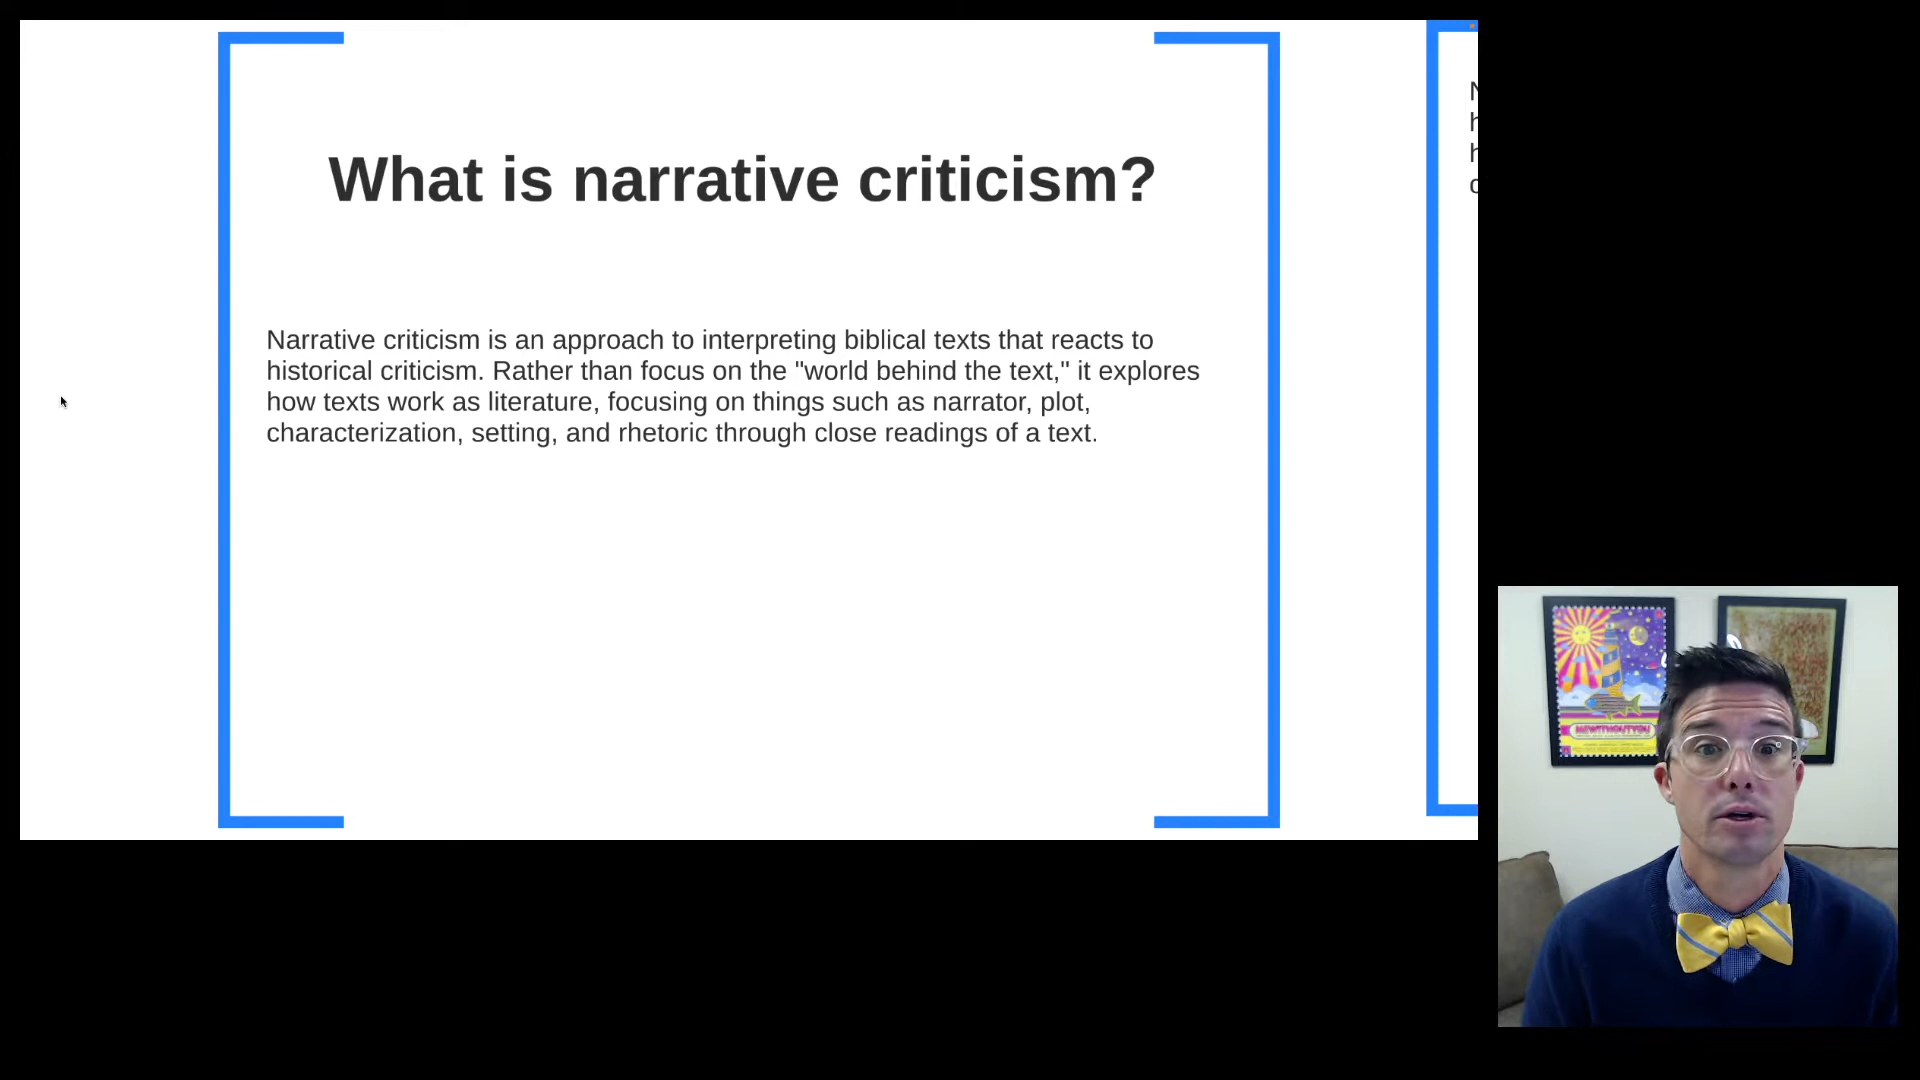 What is narrative criticism?
Narrative criticism is an approach to interpreting biblical texts that reacts to
historical criticism. Rather than focus on the "world behind the text," it explores
how texts work as literature, focusing on things such as narrator, plot,
characterization, setting, and rhetoric through close readings of a text.
MEWITHOUTYOU